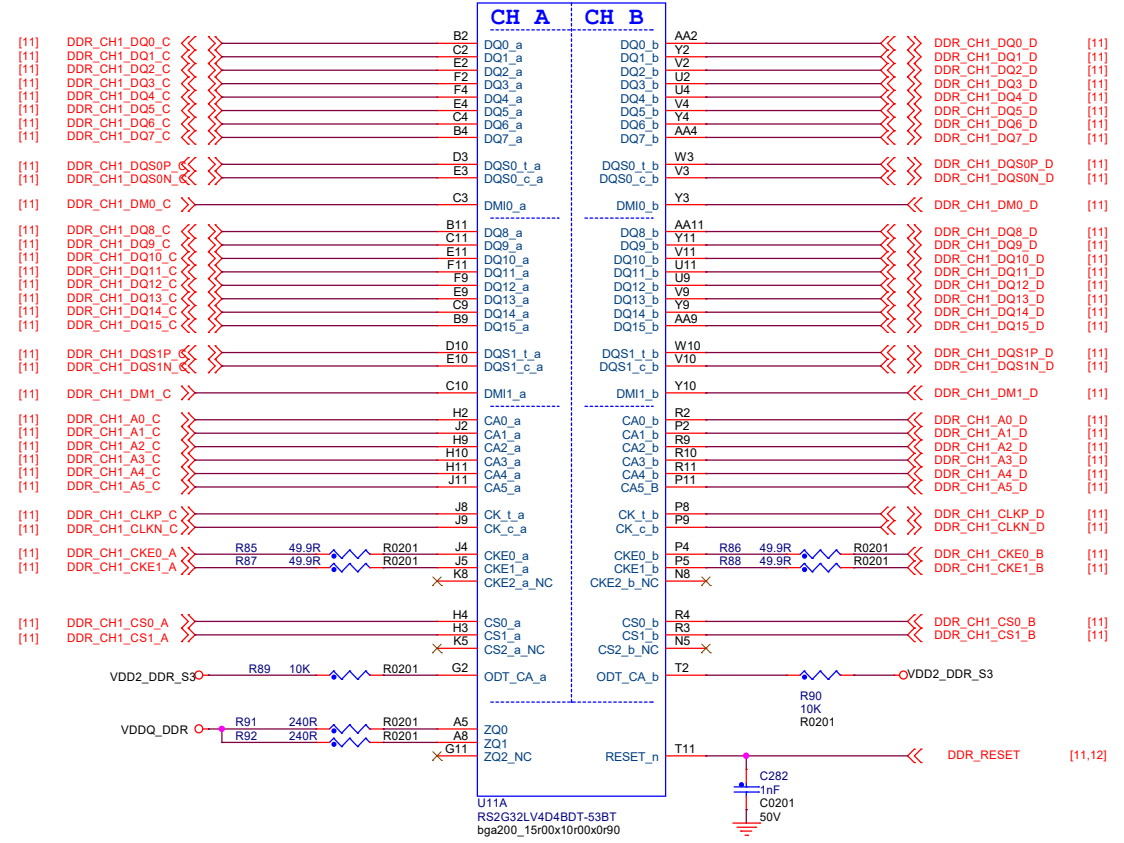 CH A CH B
[11] DDR_CH1_DQ0_C B2 DQ0_a DQ0_b AA2 DDR_CH1_DQ0_D [11]
[11] DDR_CH1_DQ1_C C2 DQ1_a DQ1_b Y2 DDR_CH1_DQ1_D [11]
[11] DDR_CH1_DQ2_C E2 DQ2_a DQ2_b V2 DDR_CH1_DQ2_D [11]
[11] DDR_CH1_DQ3_C F2 DQ3_a DQ3_b U2 DDR_CH1_DQ3_D [11]
[11] DDR_CH1_DQ4_C F4 DQ4_a DQ4_b U4 DDR_CH1_DQ4_D [11]
[11] DDR_CH1_DQ5_C E4 DQ5_a DQ5_b V4 DDR_CH1_DQ5_D [11]
[11] DDR_CH1_DQ6_C C4 DQ6_a DQ6_b Y4 DDR_CH1_DQ6_D [11]
[11] DDR_CH1_DQ7_C B4 DQ7_a DQ7_b AA4 DDR_CH1_DQ7_D [11]
[11] DDR_CH1_DQS0P_C D3 DQS0_t_a DQS0_t_b W3 DDR_CH1_DQS0P_D [11]
[11] DDR_CH1_DQS0N_C E3 DQS0_c_a DQS0_c_b V3 DDR_CH1_DQS0N_D [11]
[11] DDR_CH1_DM0_C C3 DMI0_a DMI0_b Y3 DDR_CH1_DM0_D [11]
[11] DDR_CH1_DQ8_C B11 DQ8_a DQ8_b AA11 DDR_CH1_DQ8_D [11]
[11] DDR_CH1_DQ9_C C11 DQ9_a DQ9_b Y11 DDR_CH1_DQ9_D [11]
[11] DDR_CH1_DQ10_C E11 DQ10_a DQ10_b V11 DDR_CH1_DQ10_D [11]
[11] DDR_CH1_DQ11_C F11 DQ11_a DQ11_b U11 DDR_CH1_DQ11_D [11]
[11] DDR_CH1_DQ12_C F9 DQ12_a DQ12_b U9 DDR_CH1_DQ12_D [11]
[11] DDR_CH1_DQ13_C E9 DQ13_a DQ13_b V9 DDR_CH1_DQ13_D [11]
[11] DDR_CH1_DQ14_C C9 DQ14_a DQ14_b Y9 DDR_CH1_DQ14_D [11]
[11] DDR_CH1_DQ15_C B9 DQ15_a DQ15_b AA9 DDR_CH1_DQ15_D [11]
[11] DDR_CH1_DQS1P_C D10 DQS1_t_a DQS1_t_b W10 DDR_CH1_DQS1P_D [11]
[11] DDR_CH1_DQS1N_C E10 DQS1_c_a DQS1_c_b V10 DDR_CH1_DQS1N_D [11]
[11] DDR_CH1_DM1_C C10 DMI1_a DMI1_b Y10 DDR_CH1_DM1_D [11]
[11] DDR_CH1_A0_C H2 CA0_a CA0_b R2 DDR_CH1_A0_D [11]
[11] DDR_CH1_A1_C J2 CA1_a CA1_b P2 DDR_CH1_A1_D [11]
[11] DDR_CH1_A2_C H9 CA2_a CA2_b R9 DDR_CH1_A2_D [11]
[11] DDR_CH1_A3_C H10 CA3_a CA3_b R10 DDR_CH1_A3_D [11]
[11] DDR_CH1_A4_C H11 CA4_a CA4_b R11 DDR_CH1_A4_D [11]
[11] DDR_CH1_A5_C J11 CA5_a CA5_B P11 DDR_CH1_A5_D [11]
[11] DDR_CH1_CLKP_C J8 CK_t_a CK_t_b P8 DDR_CH1_CLKP_D [11]
[11] DDR_CH1_CLKN_C J9 CK_c_a CK_c_b P9 DDR_CH1_CLKN_D [11]
[11] DDR_CH1_CKE0_A R85 49.9R R0201 J4 CKE0_a CKE0_b P4 R86 49.9R R0201 DDR_CH1_CKE0_B [11]
[11] DDR_CH1_CKE1_A R87 49.9R R0201 J5 CKE1_a CKE1_b P5 R88 49.9R R0201 DDR_CH1_CKE1_B [11]
K8 CKE2_a_NC CKE2_b_NC N8
[11] DDR_CH1_CS0_A H4 CS0_a CS0_b R4 DDR_CH1_CS0_B [11]
[11] DDR_CH1_CS1_A H3 CS1_a CS1_b R3 DDR_CH1_CS1_B [11]
K5 CS2_a_NC CS2_b_NC N5
VDD2_DDR_S3 R89 10K R0201 G2 ODT_CA_a ODT_CA_b T2 VDD2_DDR_S3
R90
10K
R0201
VDDQ_DDR R91 240R R0201 A5 ZQ0
R92 240R R0201 A8 ZQ1
G11 ZQ2_NC RESET_n T11 DDR_RESET [11,12]
C282
1nF
C0201
50V
U11A
RS2G32LV4D4BDT-53BT
bga200_15r00x10r00x0r90